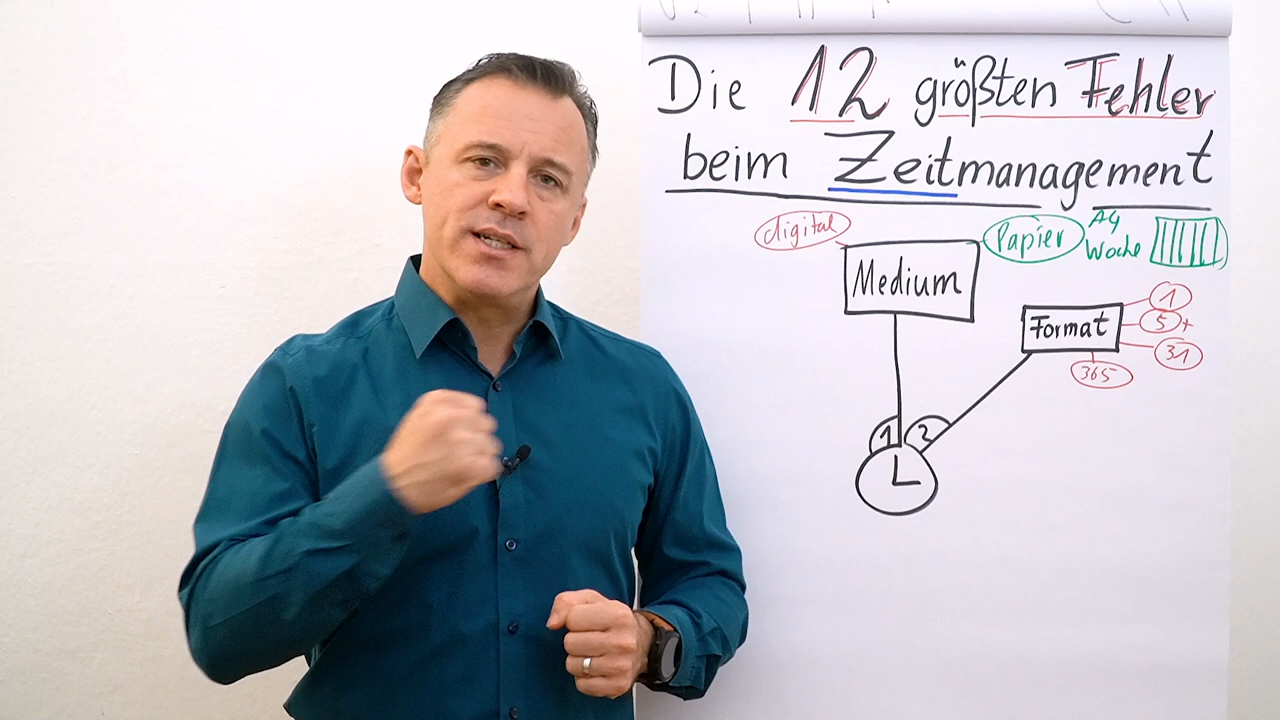 Die 12 größten Fehler
beim Zeitmanagement
digital
Papier
A4
Woche
Medium
Format
1
5+
31
365
1
2